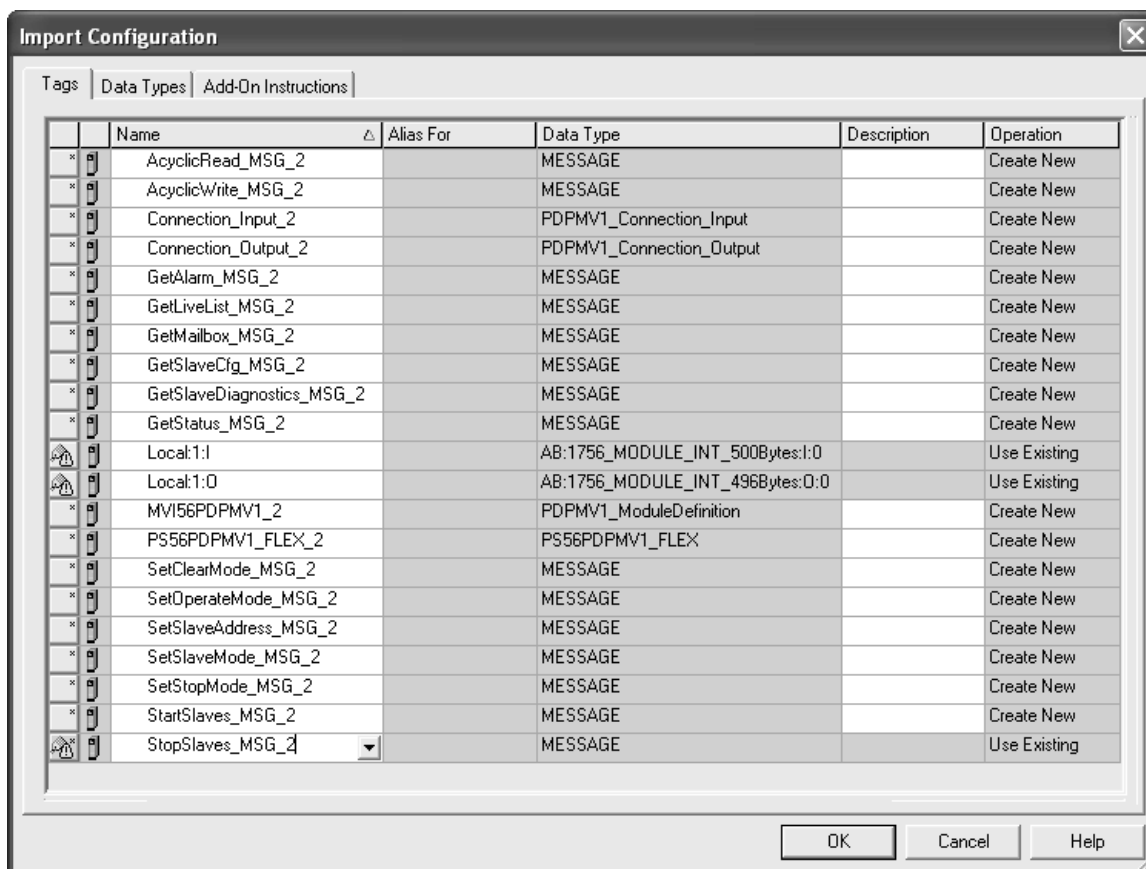 Import Configuration
Tags Data Types Add-On Instructions
Name Alias For Data Type Description Operation
AcyclicRead_MSG_2 MESSAGE Create New
AcyclicWrite_MSG_2 MESSAGE Create New
Connection_Input_2 PDPMV1_Connection_Input Create New
Connection_Output_2 PDPMV1_Connection_Output Create New
GetAlarm_MSG_2 MESSAGE Create New
GetLiveList_MSG_2 MESSAGE Create New
GetMailbox_MSG_2 MESSAGE Create New
GetSlaveCfg_MSG_2 MESSAGE Create New
GetSlaveDiagnostics_MSG_2 MESSAGE Create New
GetStatus_MSG_2 MESSAGE Create New
Local:1:I AB:1756_MODULE_INT_500Bytes:I:0 Use Existing
Local:1:O AB:1756_MODULE_INT_496Bytes:O:0 Use Existing
MVI56PDPMV1_2 PDPMV1_ModuleDefinition Create New
PS56PDPMV1_FLEX_2 PS56PDPMV1_FLEX Create New
SetClearMode_MSG_2 MESSAGE Create New
SetOperateMode_MSG_2 MESSAGE Create New
SetSlaveAddress_MSG_2 MESSAGE Create New
SetSlaveMode_MSG_2 MESSAGE Create New
SetStopMode_MSG_2 MESSAGE Create New
StartSlaves_MSG_2 MESSAGE Create New
StopSlaves_MSG_2 MESSAGE Use Existing
OK Cancel Help